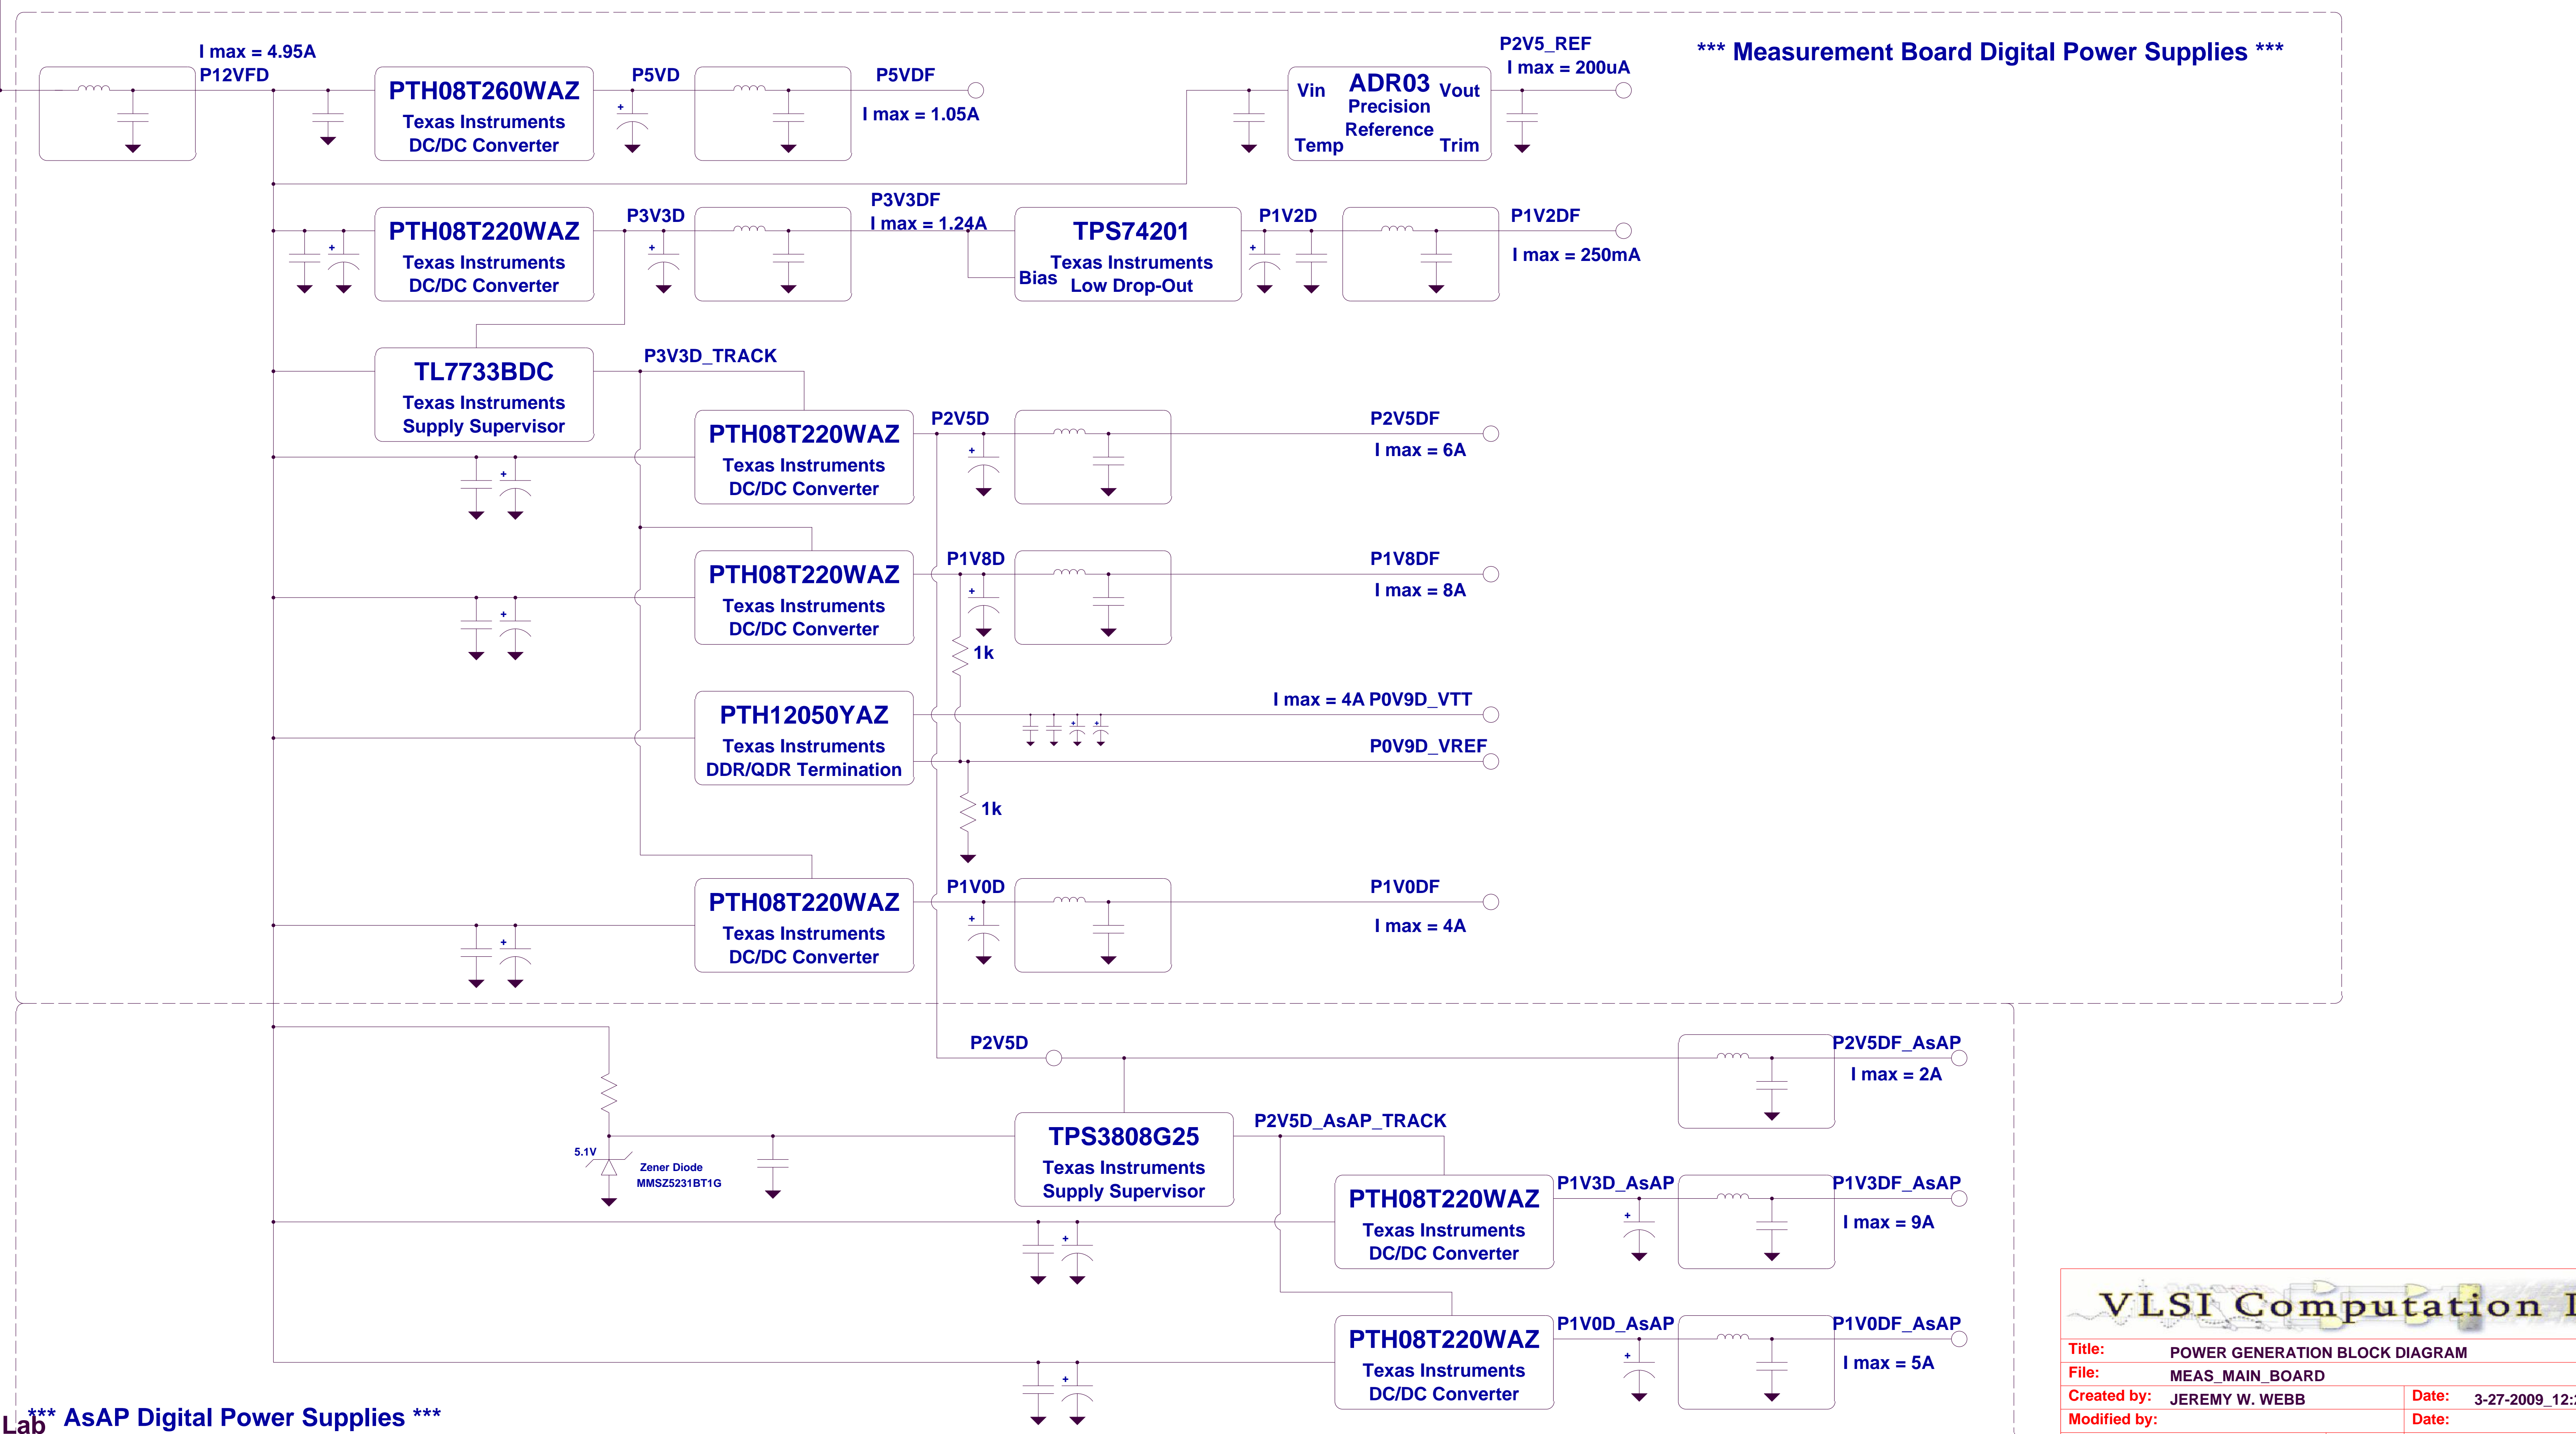 *** Measurement Board Digital Power Supplies ***
I max = 4.95A
P12VFD
PTH08T260WAZ
Texas Instruments
DC/DC Converter
P5VD
+
P5VDF
I max = 1.05A
Vin
ADR03
Precision
Reference
Vout
Temp
Trim
P2V5_REF
I max = 200uA
+
PTH08T220WAZ
Texas Instruments
DC/DC Converter
P3V3D
+
P3V3DF
I max = 1.24A
TPS74201
Texas Instruments
Low Drop-Out
Bias
P1V2D
+
P1V2DF
I max = 250mA
TL7733BDC
Texas Instruments
Supply Supervisor
P3V3D_TRACK
+
PTH08T220WAZ
Texas Instruments
DC/DC Converter
P2V5D
+
P2V5DF
I max = 6A
+
PTH08T220WAZ
Texas Instruments
DC/DC Converter
P1V8D
+
P1V8DF
I max = 8A
1k
PTH12050YAZ
Texas Instruments
DDR/QDR Termination
+ +
I max = 4A P0V9D_VTT
P0V9D_VREF
1k
+
PTH08T220WAZ
Texas Instruments
DC/DC Converter
P1V0D
+
P1V0DF
I max = 4A
P2V5D
P2V5DF_AsAP
I max = 2A
5.1V
Zener Diode
MMSZ5231BT1G
TPS3808G25
Texas Instruments
Supply Supervisor
P2V5D_AsAP_TRACK
+
PTH08T220WAZ
Texas Instruments
DC/DC Converter
P1V3D_AsAP
+
P1V3DF_AsAP
I max = 9A
+
PTH08T220WAZ
Texas Instruments
DC/DC Converter
P1V0D_AsAP
+
P1V0DF_AsAP
I max = 5A
*** AsAP Digital Power Supplies ***
Lab
VLSI Computation
Title: POWER GENERATION BLOCK DIAGRAM
File: MEAS_MAIN_BOARD
Created by: JEREMY W. WEBB Date: 3-27-2009_12:
Modified by: Date: